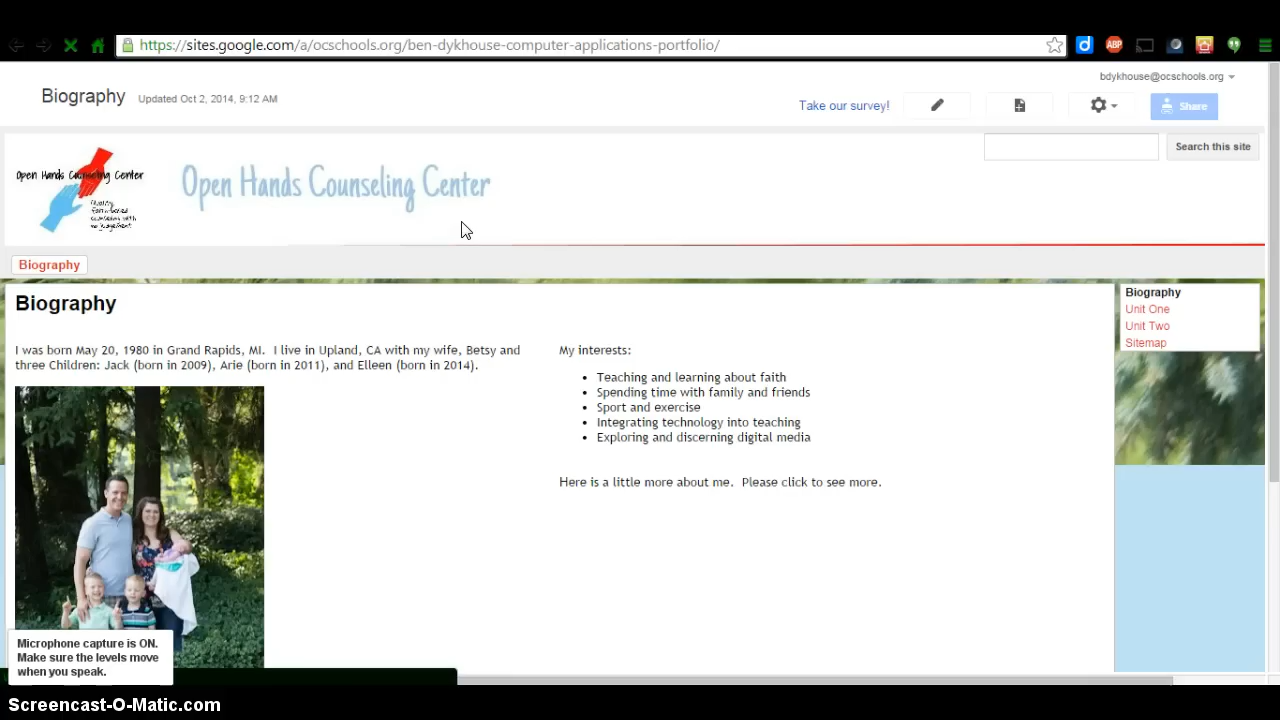 https://sites.google.com/a/ocschools.org/ben-dykhouse-computer-applications-portfolio/
ABP
bdykhouse@ocschools.org
Biography Updated Oct 2, 2014, 9:12 AM
Take our survey!
Share
Search this site
Open Hands Counseling Center
Open Hands Counseling Center
Biography
Biography
Biography
Unit One
Unit Two
Sitemap
I was born May 20, 1980 in Grand Rapids, MI. I live in Upland, CA with my wife, Betsy and
three Children: Jack (born in 2009), Arie (born in 2011), and Elleen (born in 2014).
My interests:
Teaching and learning about faith
Spending time with family and friends
Sport and exercise
Integrating technology into teaching
Exploring and discerning digital media
Here is a little more about me. Please click to see more.
Microphone capture is ON.
Make sure the levels move
when you speak.
Screencast-O-Matic.com